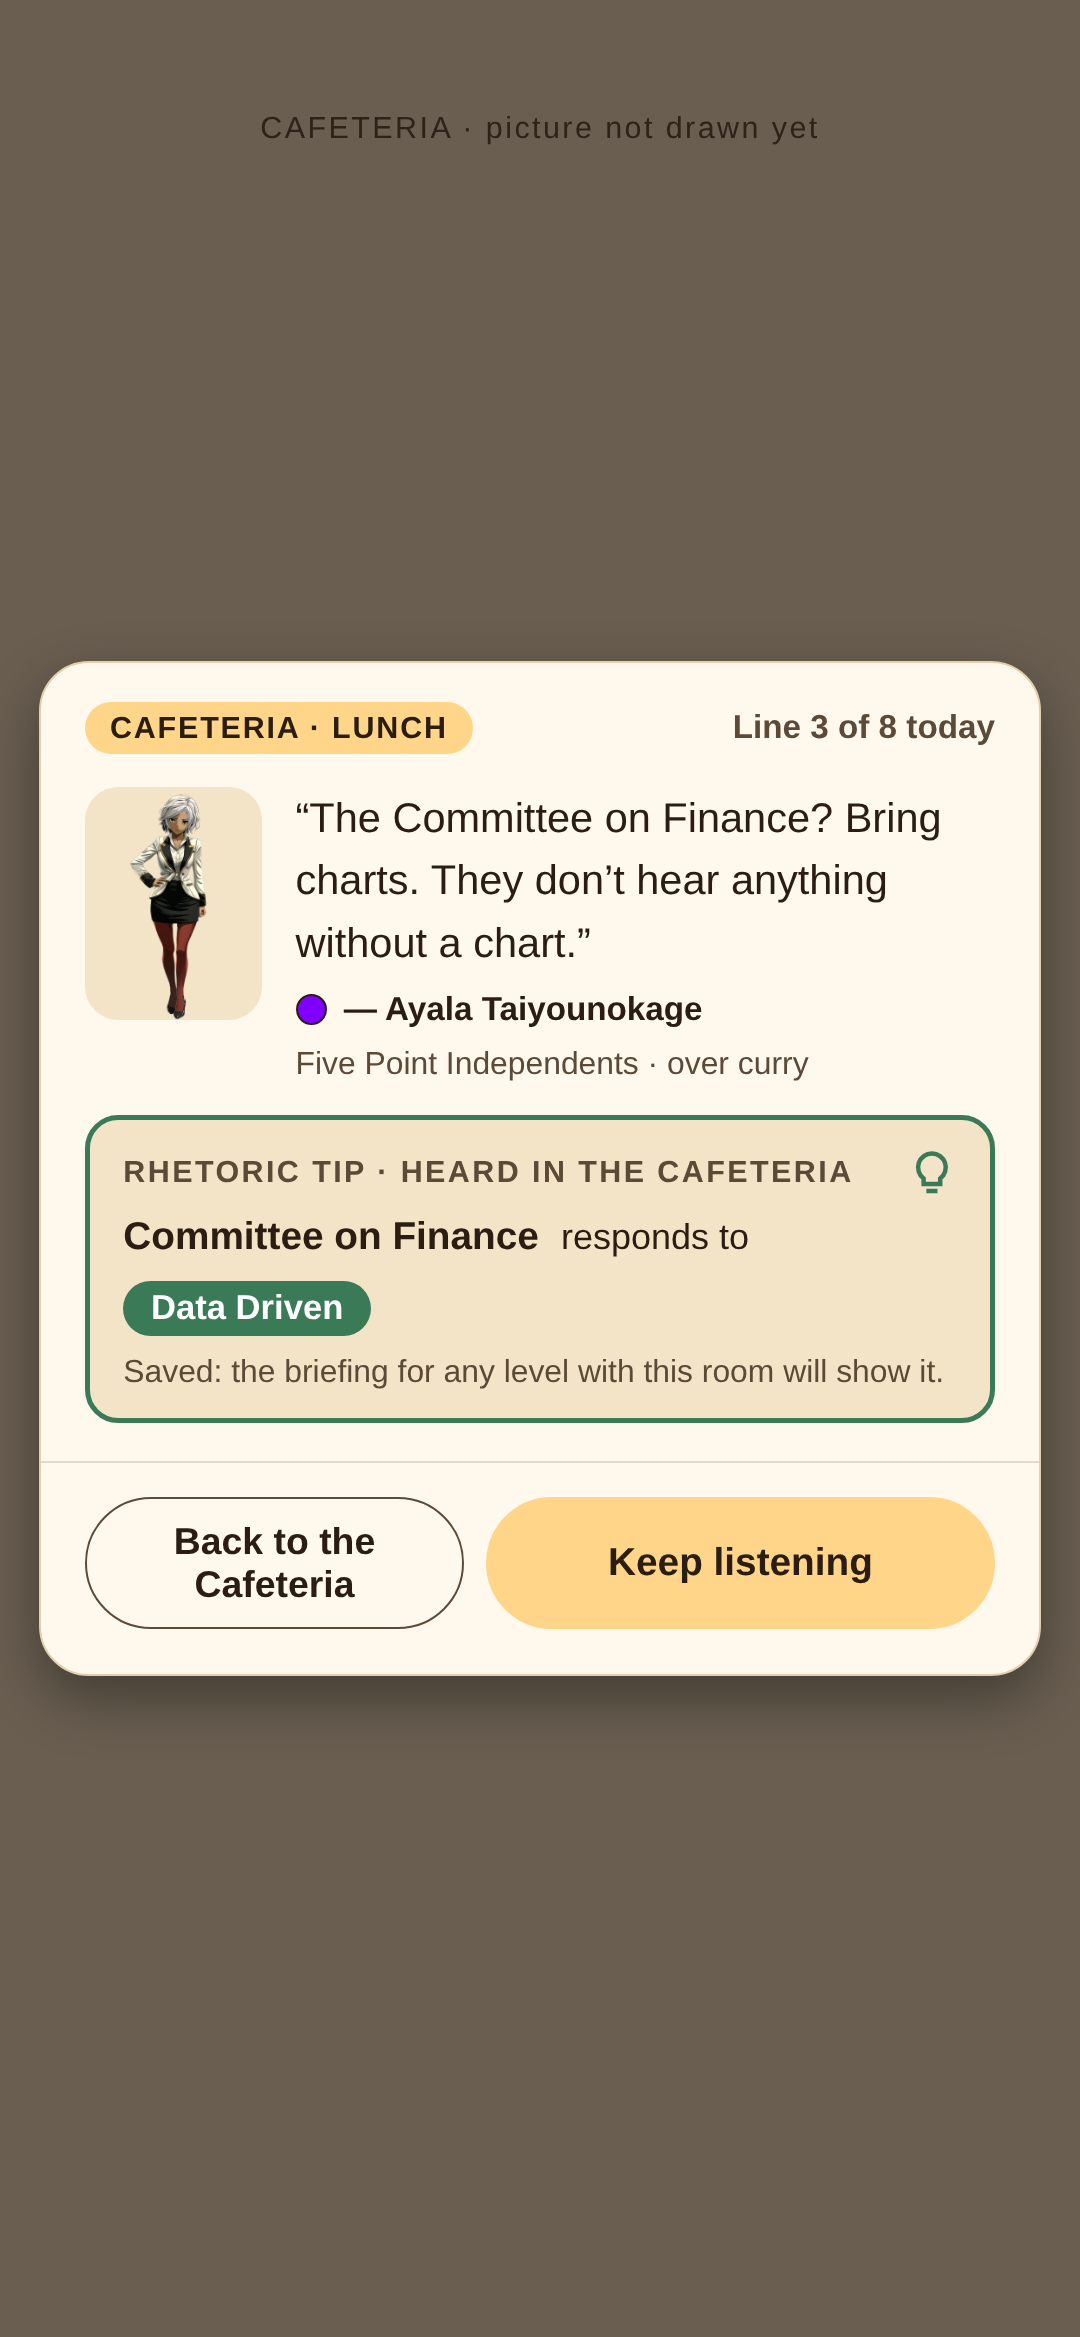 CAFETERIA · picture not drawn yet
CAFETERIA · LUNCH
Line 3 of 8 today
“The Committee on Finance? Bring
charts. They don’t hear anything
without a chart.”
— Ayala Taiyounokage
Five Point Independents · over curry
RHETORIC TIP · HEARD IN THE CAFETERIA
Committee on Finance responds to
Data Driven
Saved: the briefing for any level with this room will show it.
Back to the
Cafeteria
Keep listening